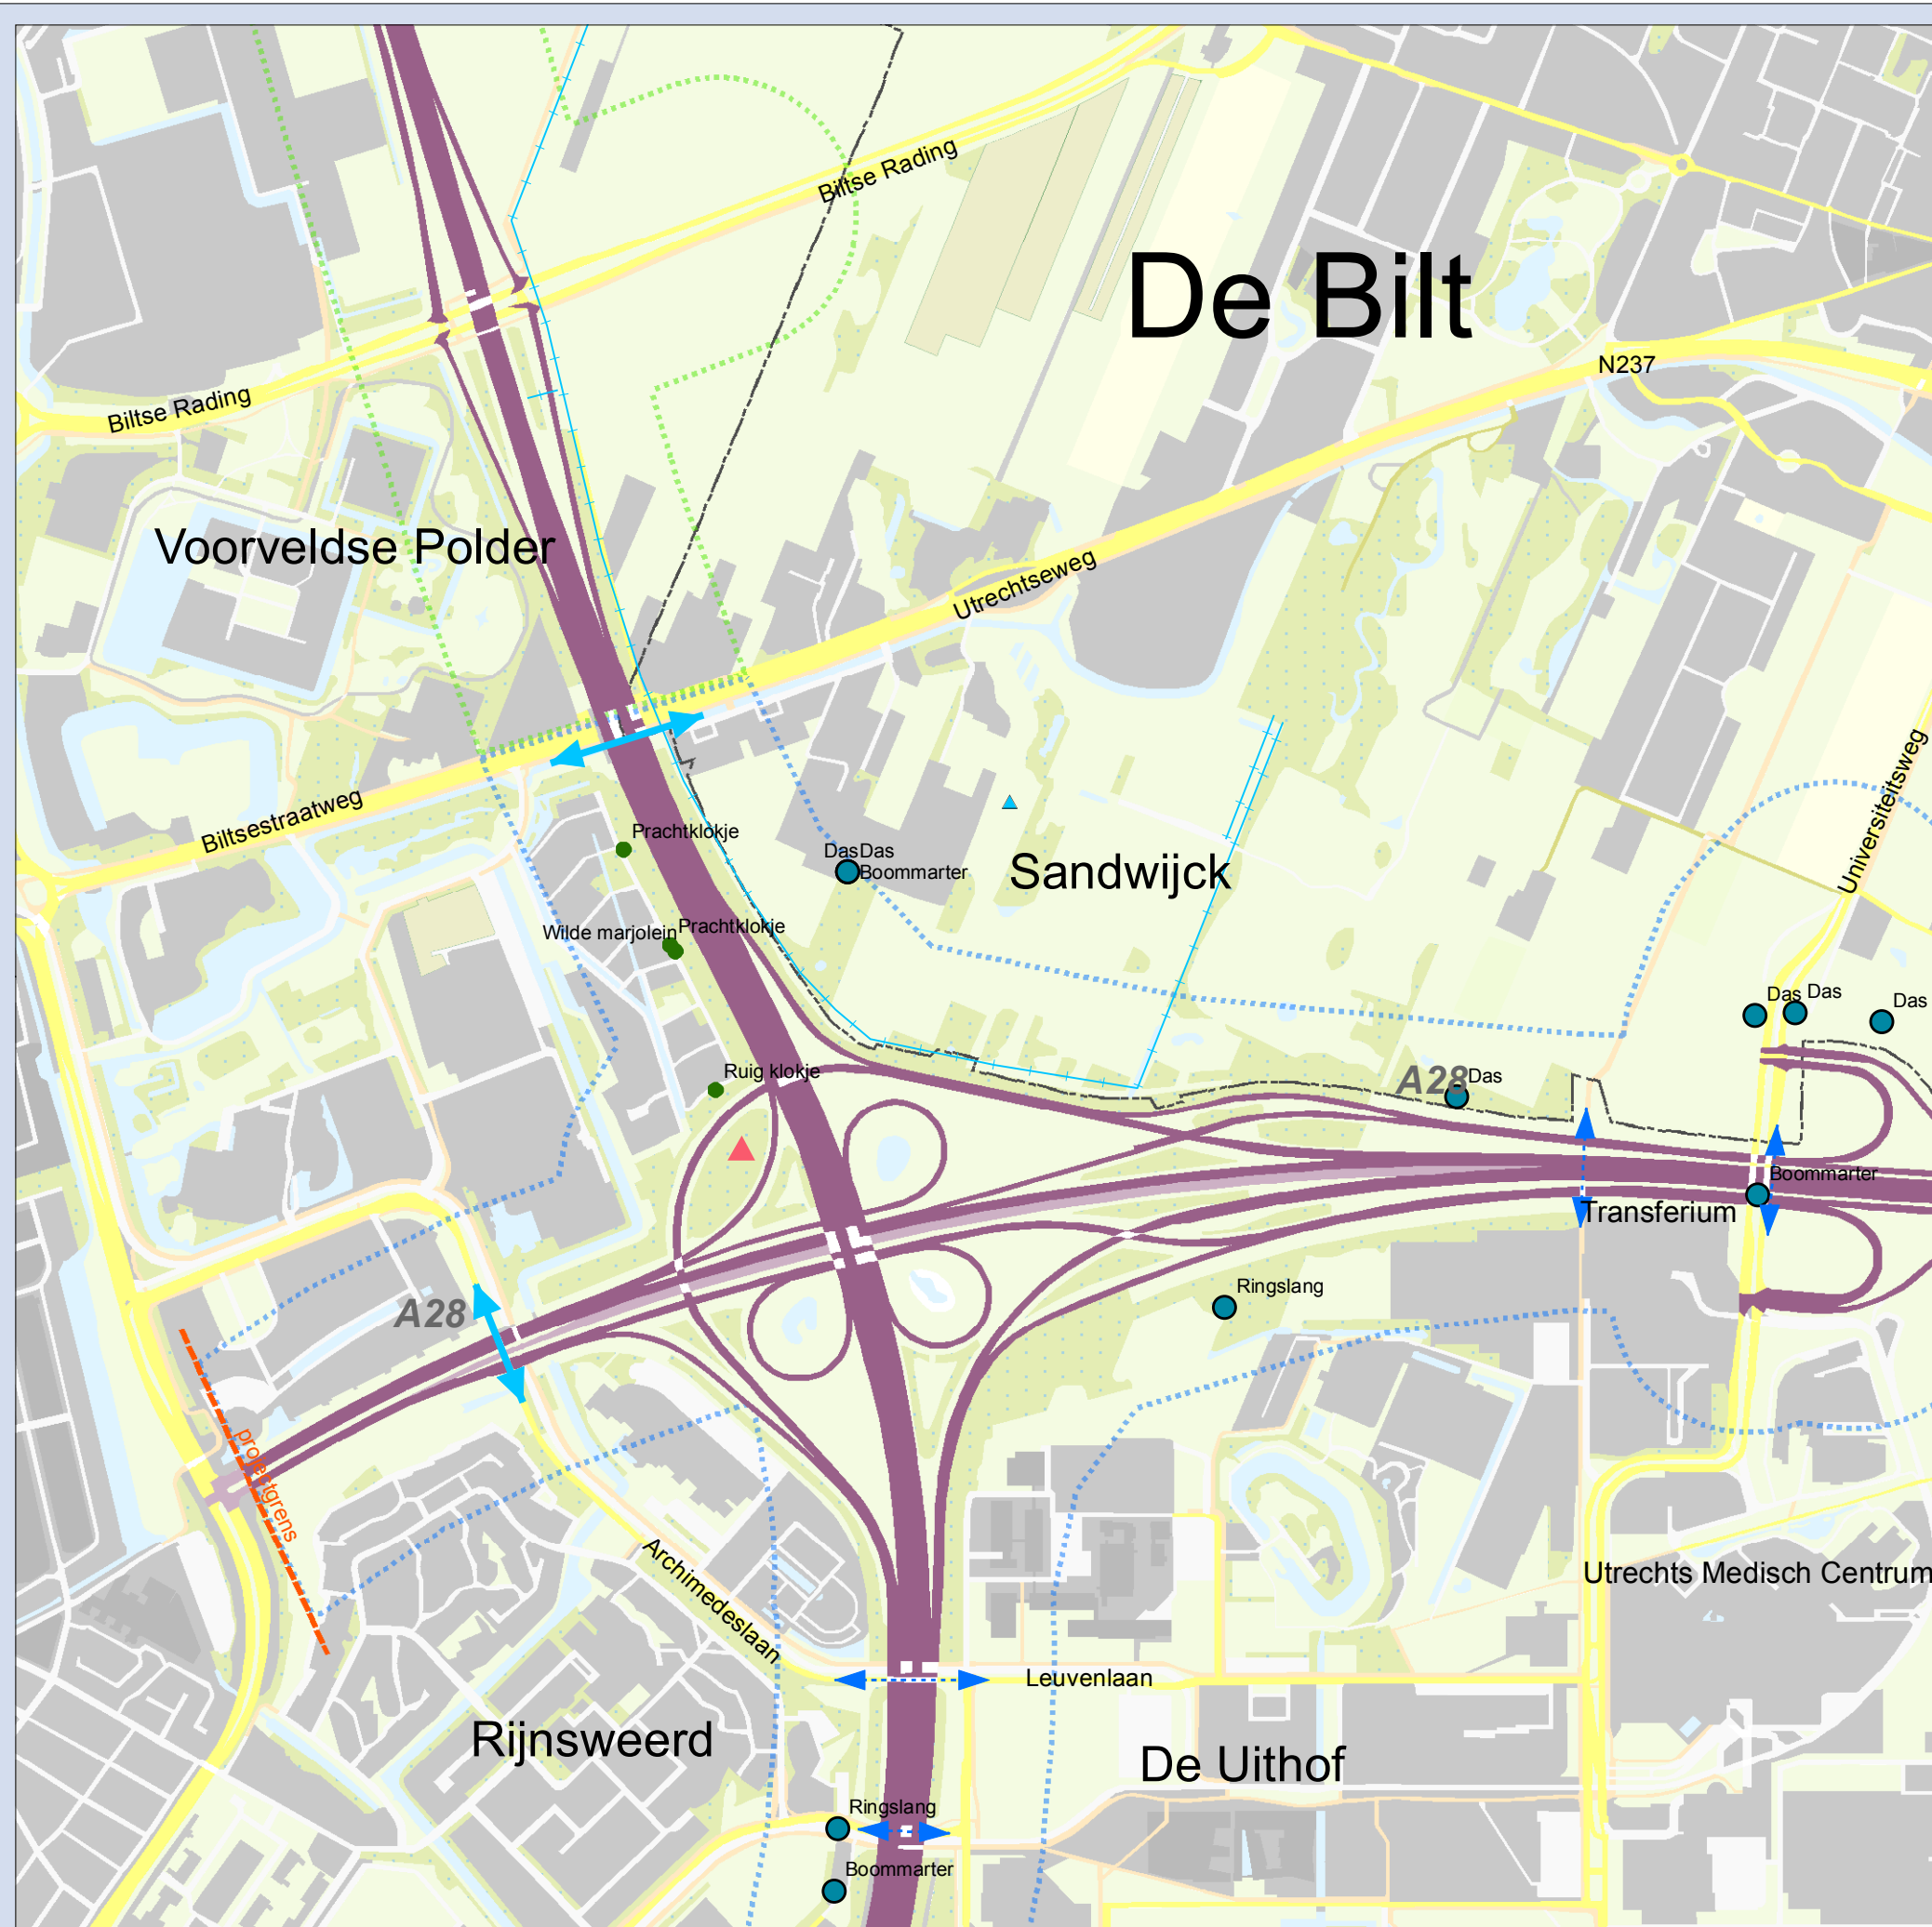 Biltse Rading
De Bilt
N237
Biltse Rading
Voorveldse Polder
Utrechtseweg
Universiteitsweg
Biltsestraatweg
Prachtklokje
DasDas
Boommarter
Sandwijck
Wilde marjolein
Prachtklokje
Das
Das
Das
Ruig klokje
A28
Das
Boommarter
Transferium
Ringslang
A28
projectgrens
Archimedeslaan
Utrechts Medisch Centrum
Leuvenlaan
Rijnsweerd
De Uithof
Ringslang
Boommarter